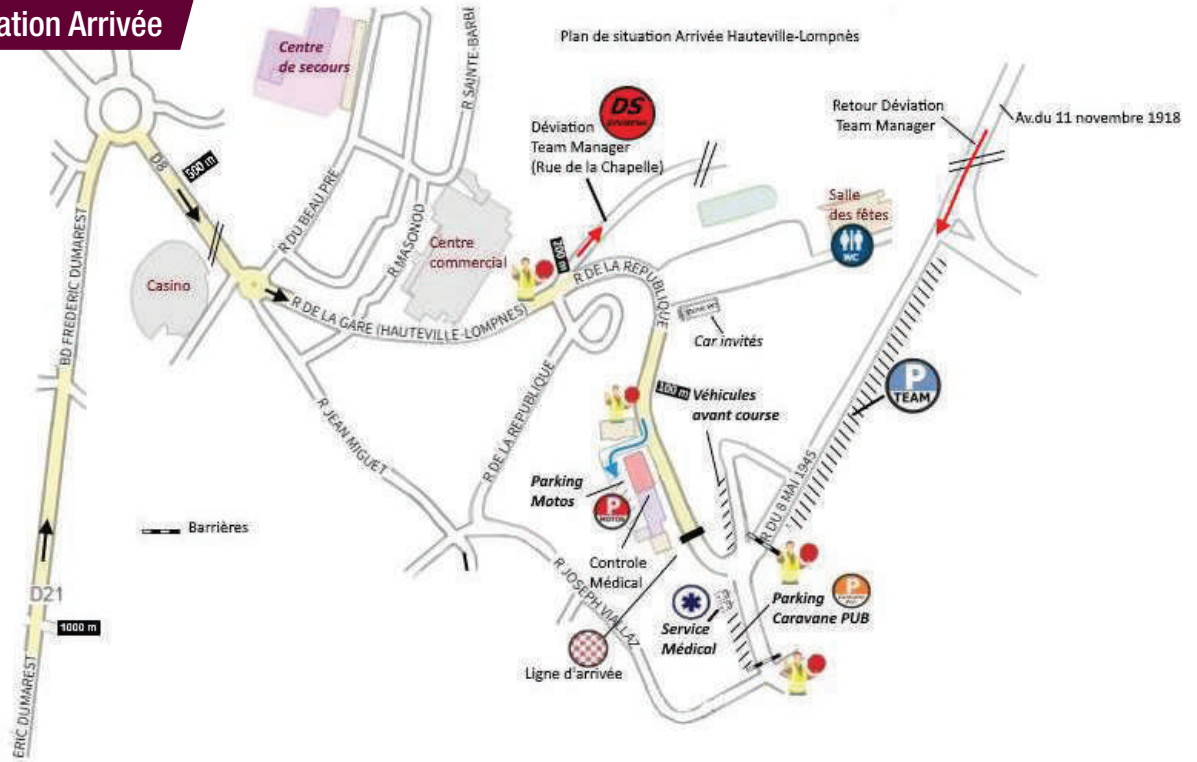 ation Arrivée
Plan de situation Arrivée Hauteville-Lompnès
Centre
de secours
R SAINTE-BARBE
DS
Déviation
Team Manager
(Rue de la Chapelle)
Retour Déviation
Team Manager
Av.du 11 novembre 1918
D8
500 m
R DU BEAU PRE
R MASONOD
Centre
commercial
200 m
Salle
des fêtes
WC
Casino
R DE LA GARE (HAUTEVILLE-LOMPNES)
R DE LA REPUBLIQUE
Car invités
BD FREDERIC DUMAREST
R JEAN MIGUET
R DE LA REPUBLIQUE
100 m
Véhicules
avant course
P
TEAM
Parking
Motos
P
MOTOS
R DU 8 MAI 1945
Barrières
Controle
Médical
R JOSEPH VIALLAZ
Service
Médical
Parking
Caravane PUB
P
D21
1000 m
Ligne d'arrivée
ERIC DUMAREST